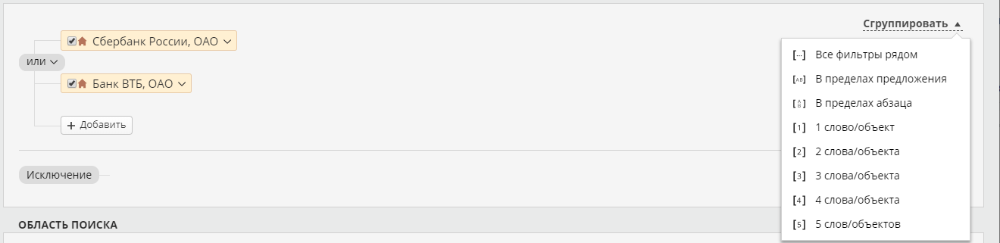 Сгруппировать
Сбербанк России, ОАО
или
Банк ВТБ, ОАО
+ Добавить
Исключение
ОБЛАСТЬ ПОИСКА
[...] Все фильтры рядом
[AB] В пределах предложения
[AB] В пределах абзаца
[1] 1 слово/объект
[2] 2 слова/объекта
[3] 3 слова/объекта
[4] 4 слова/объекта
[5] 5 слов/объектов